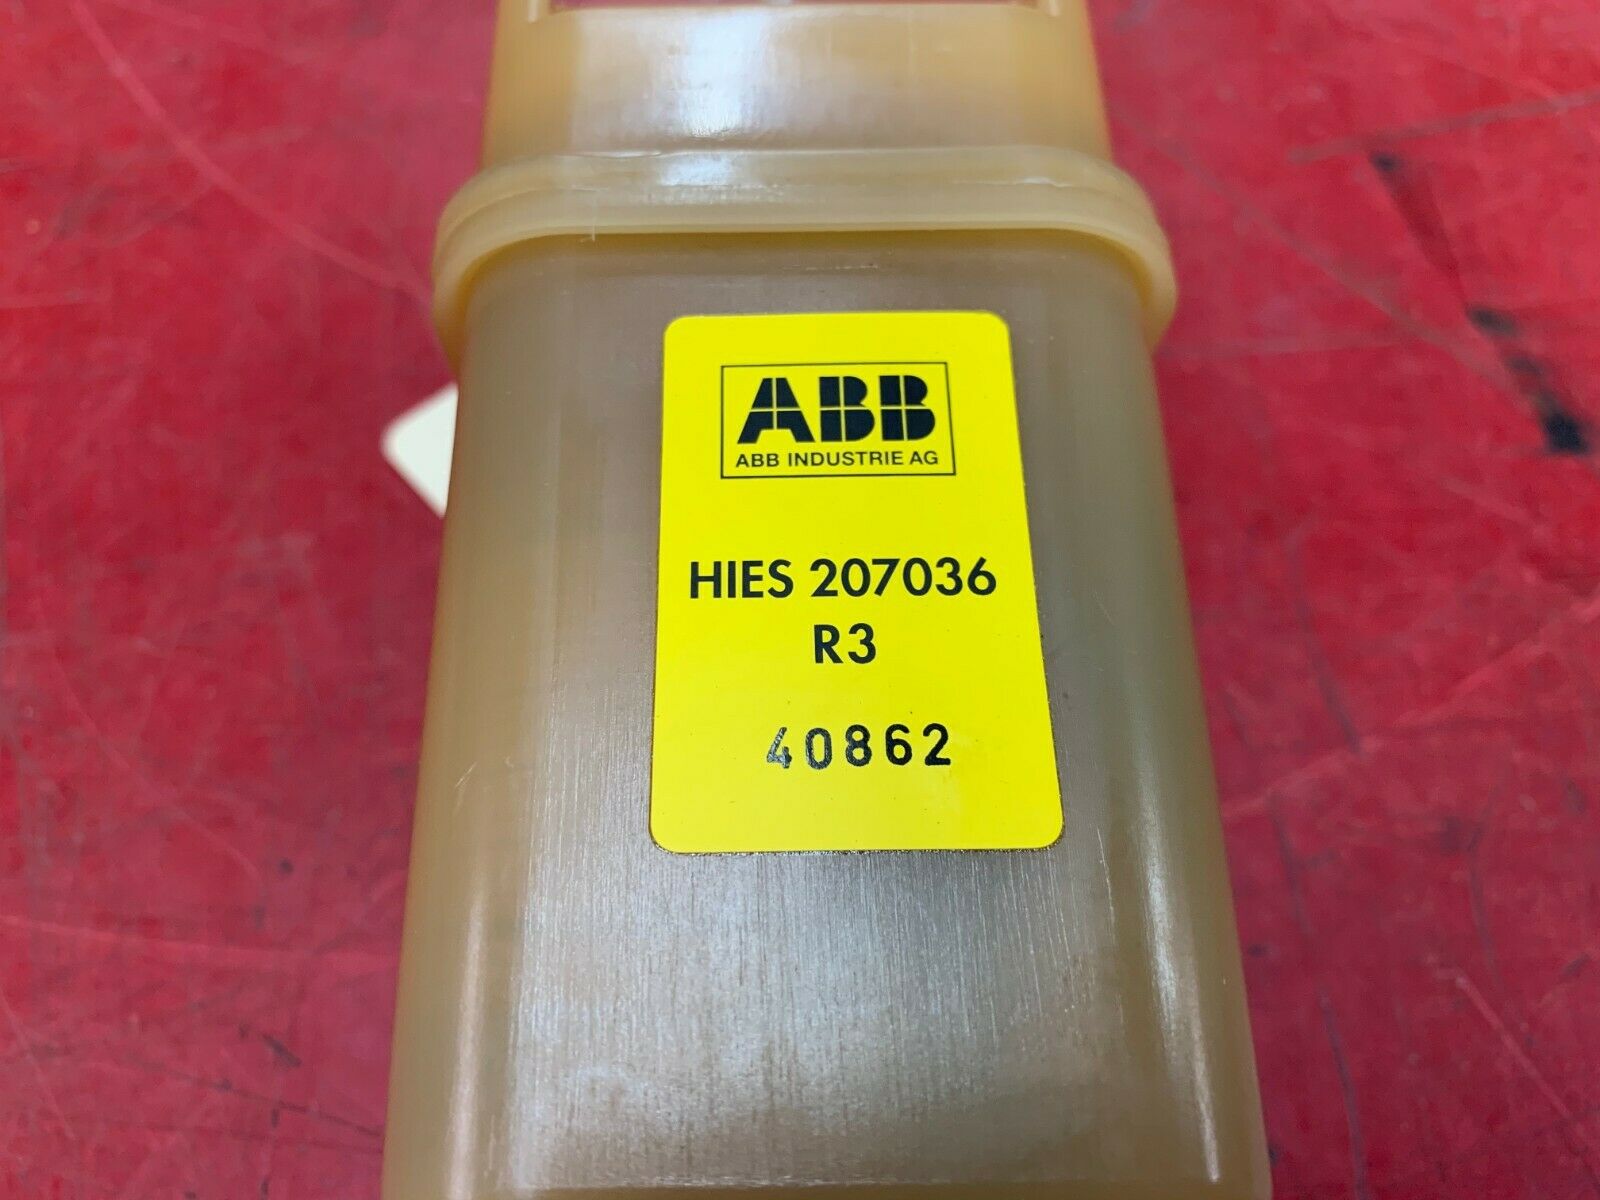 ABB
ABB INDUSTRIE AG
HIES 207036
R3
40862